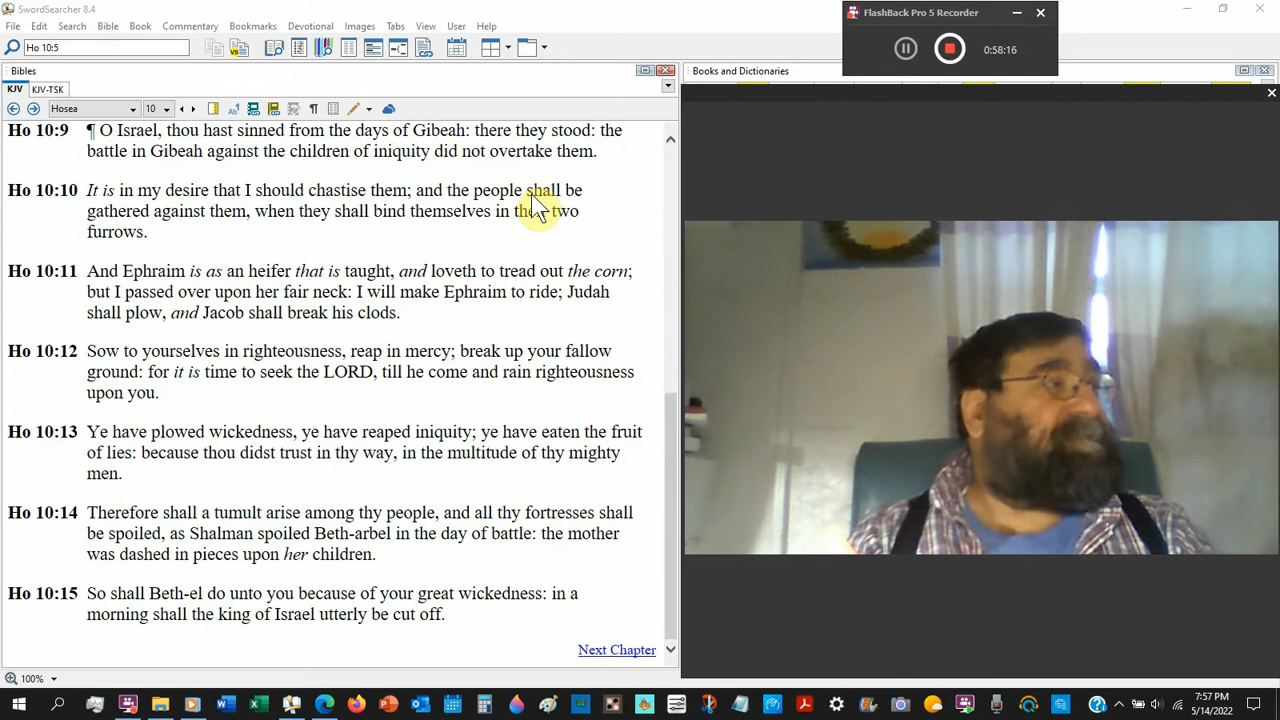 SwordSearcher 8.4
File Edit Search Bible Book Commentary Bookmarks Devotional Images Tabs View User Help
Ho 10:5
FlashBack Pro 5 Recorder
0:58:16
Bibles
Books and Dictionaries
KJV KJV-TSK
Hosea 10
Ho 10:9 ¶ O Israel, thou hast sinned from the days of Gibeah: there they stood: the
battle in Gibeah against the children of iniquity did not overtake them.
Ho 10:10 It is in my desire that I should chastise them; and the people shall be
gathered against them, when they shall bind themselves in their two
furrows.
Ho 10:11 And Ephraim is as an heifer that is taught, and loveth to tread out the corn;
but I passed over upon her fair neck: I will make Ephraim to ride; Judah
shall plow, and Jacob shall break his clods.
Ho 10:12 Sow to yourselves in righteousness, reap in mercy; break up your fallow
ground: for it is time to seek the LORD, till he come and rain righteousness
upon you.
Ho 10:13 Ye have plowed wickedness, ye have reaped iniquity; ye have eaten the fruit
of lies: because thou didst trust in thy way, in the multitude of thy mighty
men.
Ho 10:14 Therefore shall a tumult arise among thy people, and all thy fortresses shall
be spoiled, as Shalman spoiled Beth-arbel in the day of battle: the mother
was dashed in pieces upon her children.
Ho 10:15 So shall Beth-el do unto you because of your great wickedness: in a
morning shall the king of Israel utterly be cut off.
Next Chapter
100%
7:57 PM
5/14/2022